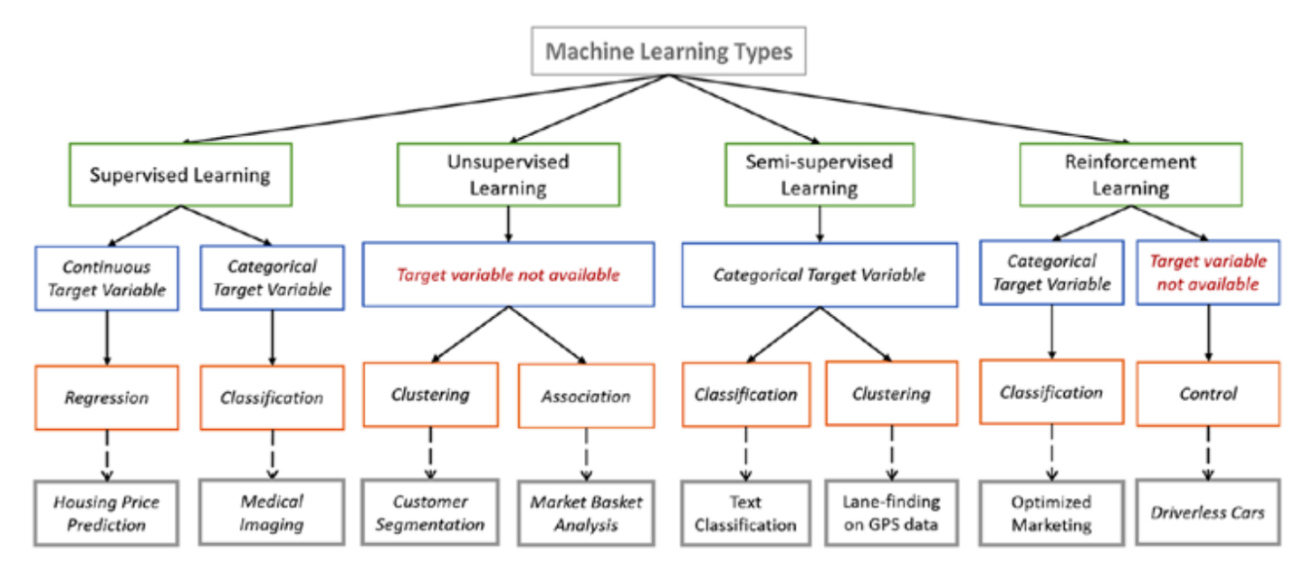 Machine Learning Types
Supervised Learning
Unsupervised
Learning
Semi-supervised
Learning
Reinforcement
Learning
Continuous
Target Variable
Categorical
Target Variable
Target variable not available
Categorical Target Variable
Categorical
Target Variable
Target variable
not available
Regression
Classification
Clustering
Association
Classification
Clustering
Classification
Control
Housing Price
Prediction
Medical
Imaging
Customer
Segmentation
Market Basket
Analysis
Text
Classification
Lane-finding
on GPS data
Optimized
Marketing
Driverless Cars